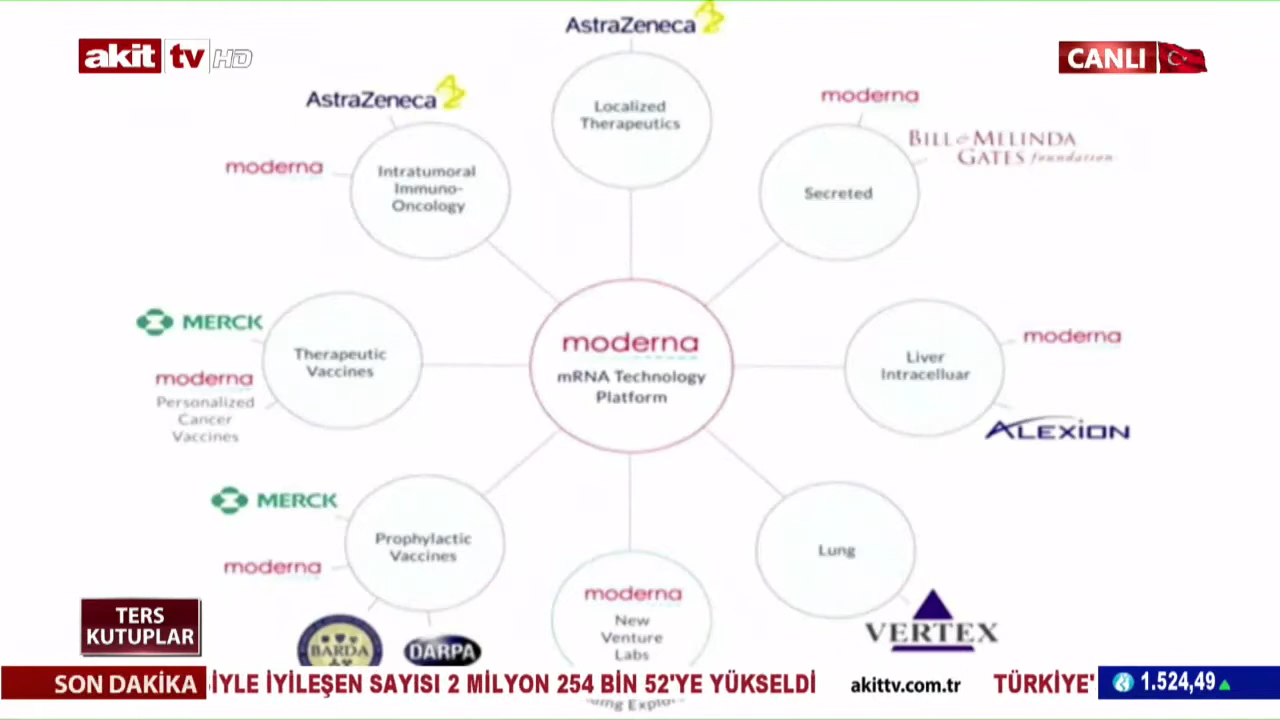 AstraZeneca
akit tv HD
CANLI
AstraZeneca
moderna
Localized
Therapeutics
moderna
BILL & MELINDA
GATES foundation
Intratumoral
Immuno-
Oncology
Secreted
MERCK
moderna
Personalized
Cancer
Vaccines
Therapeutic
Vaccines
moderna
mRNA Technology
Platform
Liver
Intracelluar
moderna
ALEXION
MERCK
moderna
Prophylactic
Vaccines
BARDA
DARPA
moderna
New
Venture
Labs
Lung
VERTEX
TERS
KUTUPLAR
SON DAKİKA
SİYLE İYİLEŞEN SAYISI 2 MİLYON 254 BİN 52'YE YÜKSELDİ akittv.com.tr TÜRKİYE'
1.524,49